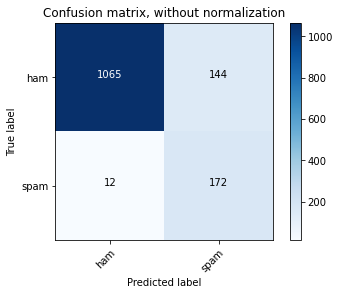 Confusion matrix, without normalization
ham
1065
144
spam
12
172
True label
ham
spam
Predicted label
1000
800
600
400
200